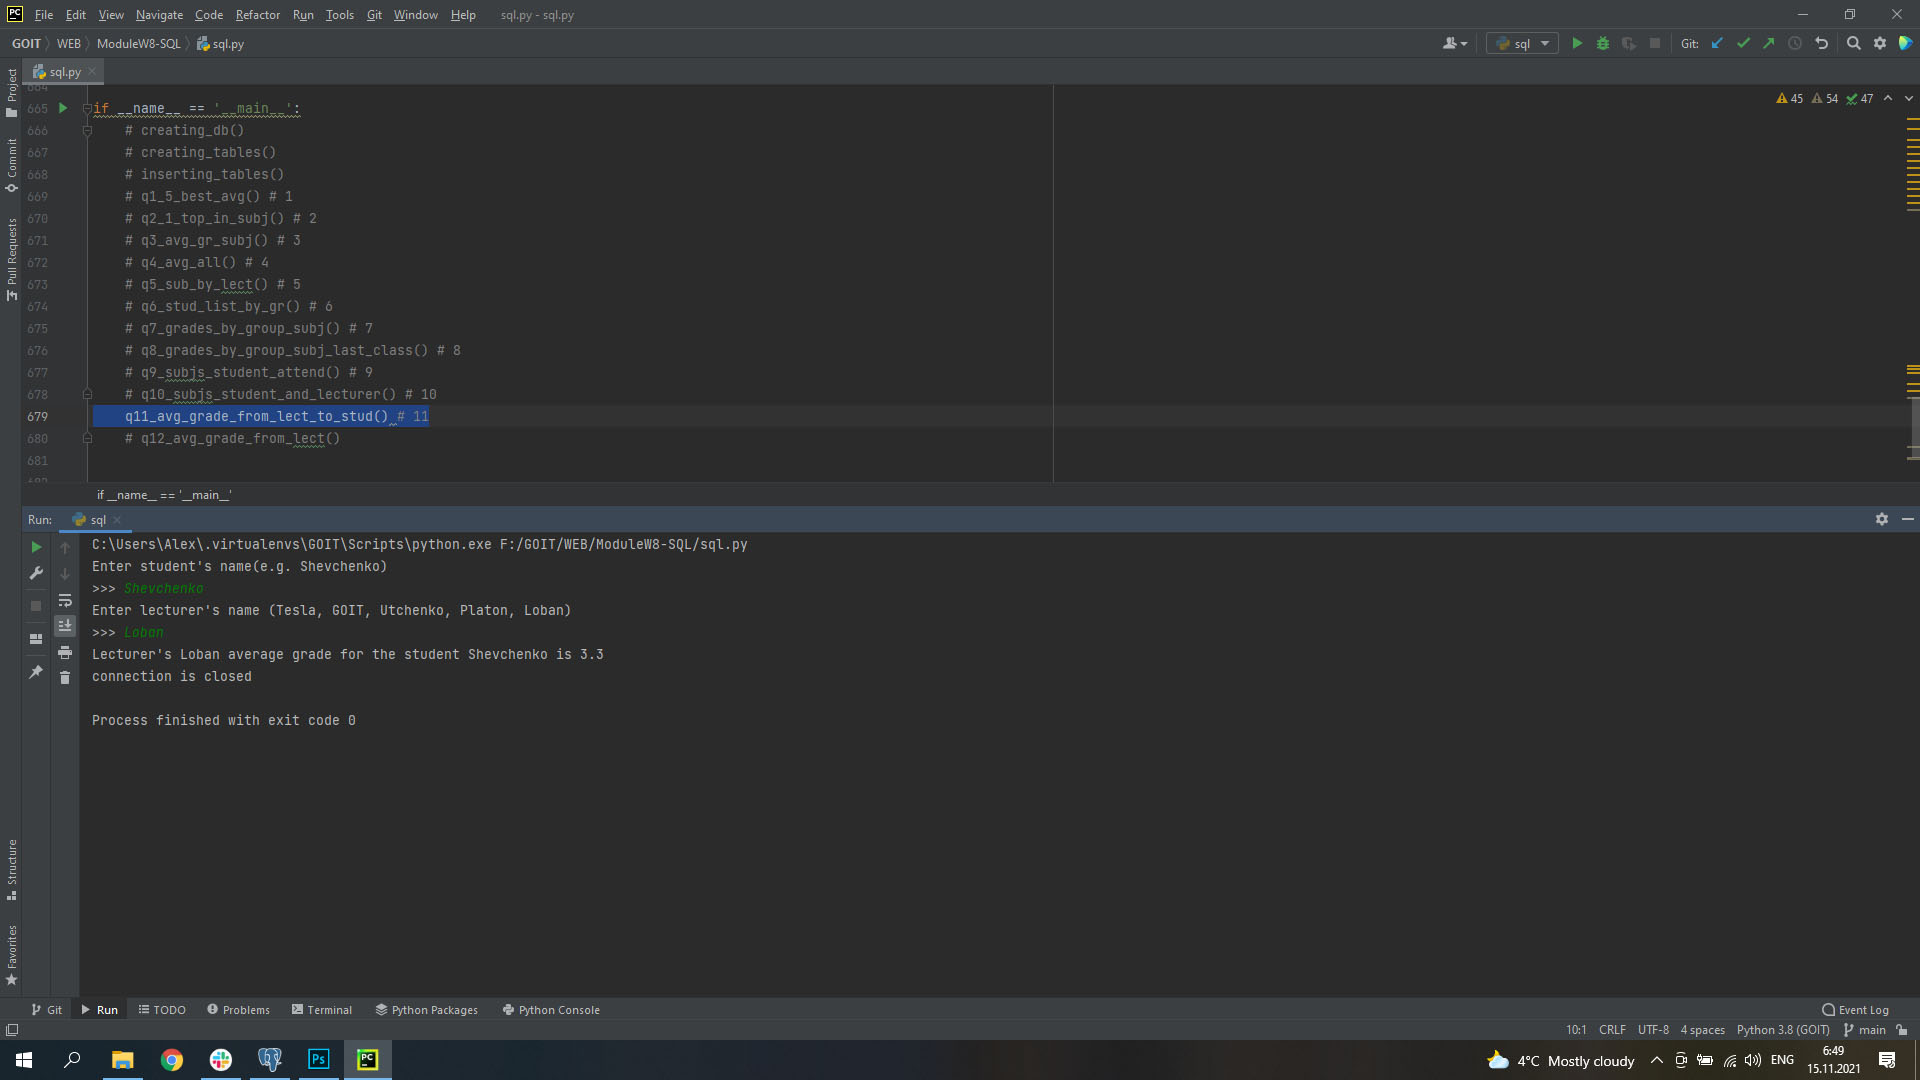 PC File Edit View Navigate Code Refactor Run Tools Git Window Help sql.py - sql.py
GOIT WEB ModuleW8-SQL sql.py sql Git:
sql.py
Project
Commit
Pull Requests
Structure
Favorites
664
45 54 47
665 if __name__ == '__main__':
666 # creating_db()
667 # creating_tables()
668 # inserting_tables()
669 # q1_5_best_avg() # 1
670 # q2_1_top_in_subj() # 2
671 # q3_avg_gr_subj() # 3
672 # q4_avg_all() # 4
673 # q5_sub_by_lect() # 5
674 # q6_stud_list_by_gr() # 6
675 # q7_grades_by_group_subj() # 7
676 # q8_grades_by_group_subj_last_class() # 8
677 # q9_subjs_student_attend() # 9
678 # q10_subjs_student_and_lecturer() # 10
679 q11_avg_grade_from_lect_to_stud() # 11
680 # q12_avg_grade_from_lect()
681
682
if __name__ == '__main__'
Run: sql
C:\Users\Alex\.virtualenvs\GOIT\Scripts\python.exe F:/GOIT/WEB/ModuleW8-SQL/sql.py
Enter student's name(e.g. Shevchenko)
>>> Shevchenko
Enter lecturer's name (Tesla, GOIT, Utchenko, Platon, Loban)
>>> Loban
Lecturer's Loban average grade for the student Shevchenko is 3.3
connection is closed
Process finished with exit code 0
Git Run TODO Problems Terminal Python Packages Python Console Event Log
10:1 CRLF UTF-8 4 spaces Python 3.8 (GOIT) main
Ps PC 4°C Mostly cloudy ENG 6:49
15.11.2021